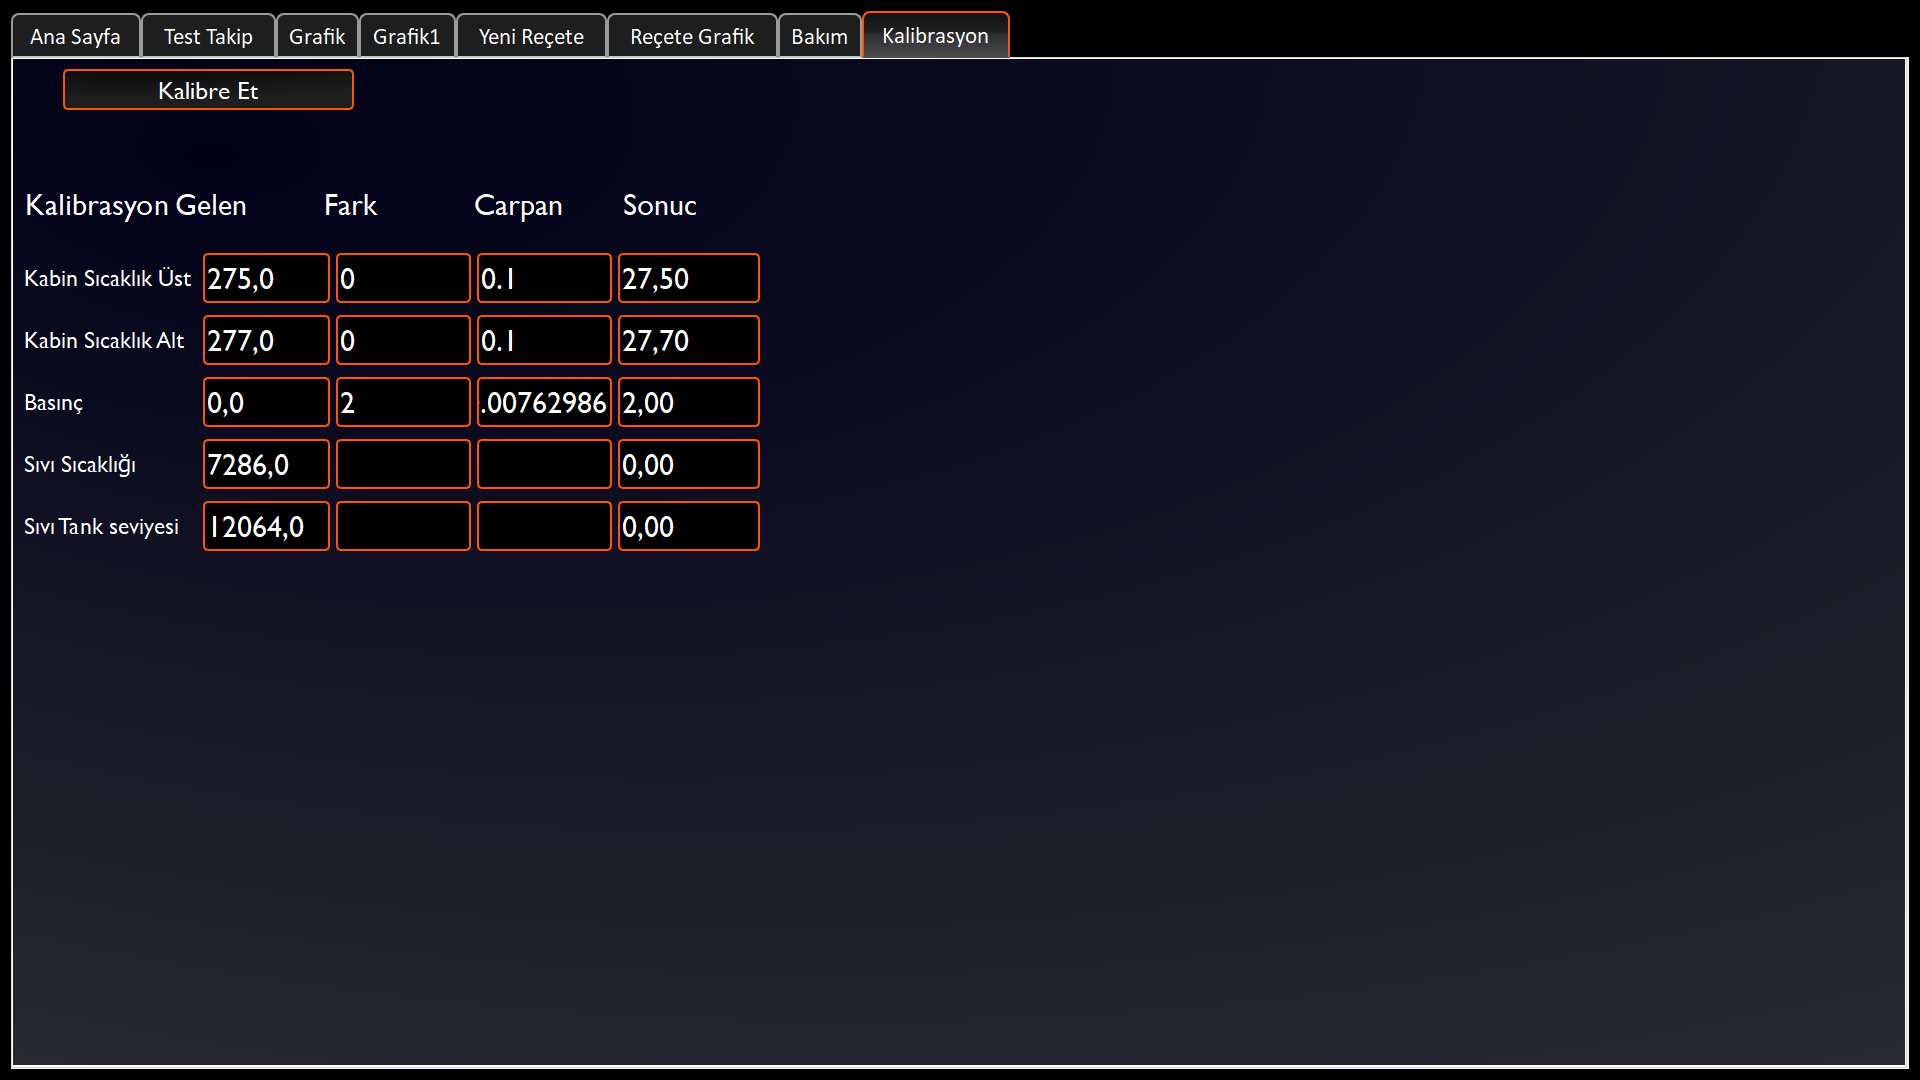 Ana Sayfa Test Takip Grafik Grafik1 Yeni Reçete Reçete Grafik Bakım Kalibrasyon
Kalibre Et
Kalibrasyon Gelen Fark Carpan Sonuc
Kabin Sıcaklık Üst 275,0 0 0.1 27,50
Kabin Sıcaklık Alt 277,0 0 0.1 27,70
Basınç 0,0 2 .00762986 2,00
Sıvı Sıcaklığı 7286,0 0,00
Sıvı Tank seviyesi 12064,0 0,00